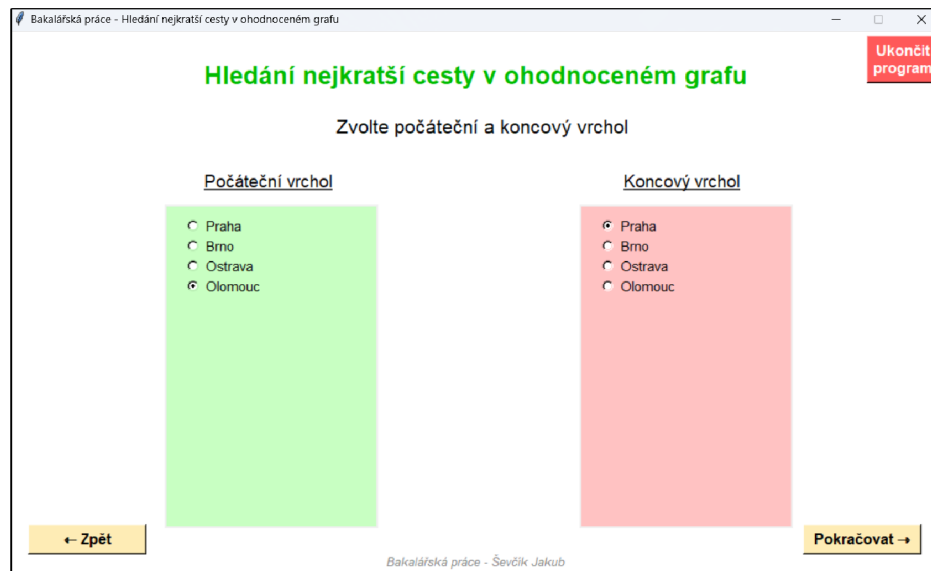 Bakalářská práce - Hledání nejkratší cesty v ohodnoceném grafu
Ukončit
program
Hledání nejkratší cesty v ohodnoceném grafu
Zvolte počáteční a koncový vrchol
Počáteční vrchol
Praha
Brno
Ostrava
Olomouc
Koncový vrchol
Praha
Brno
Ostrava
Olomouc
← Zpět
Pokračovat →
Bakalářská práce - Ševčík Jakub